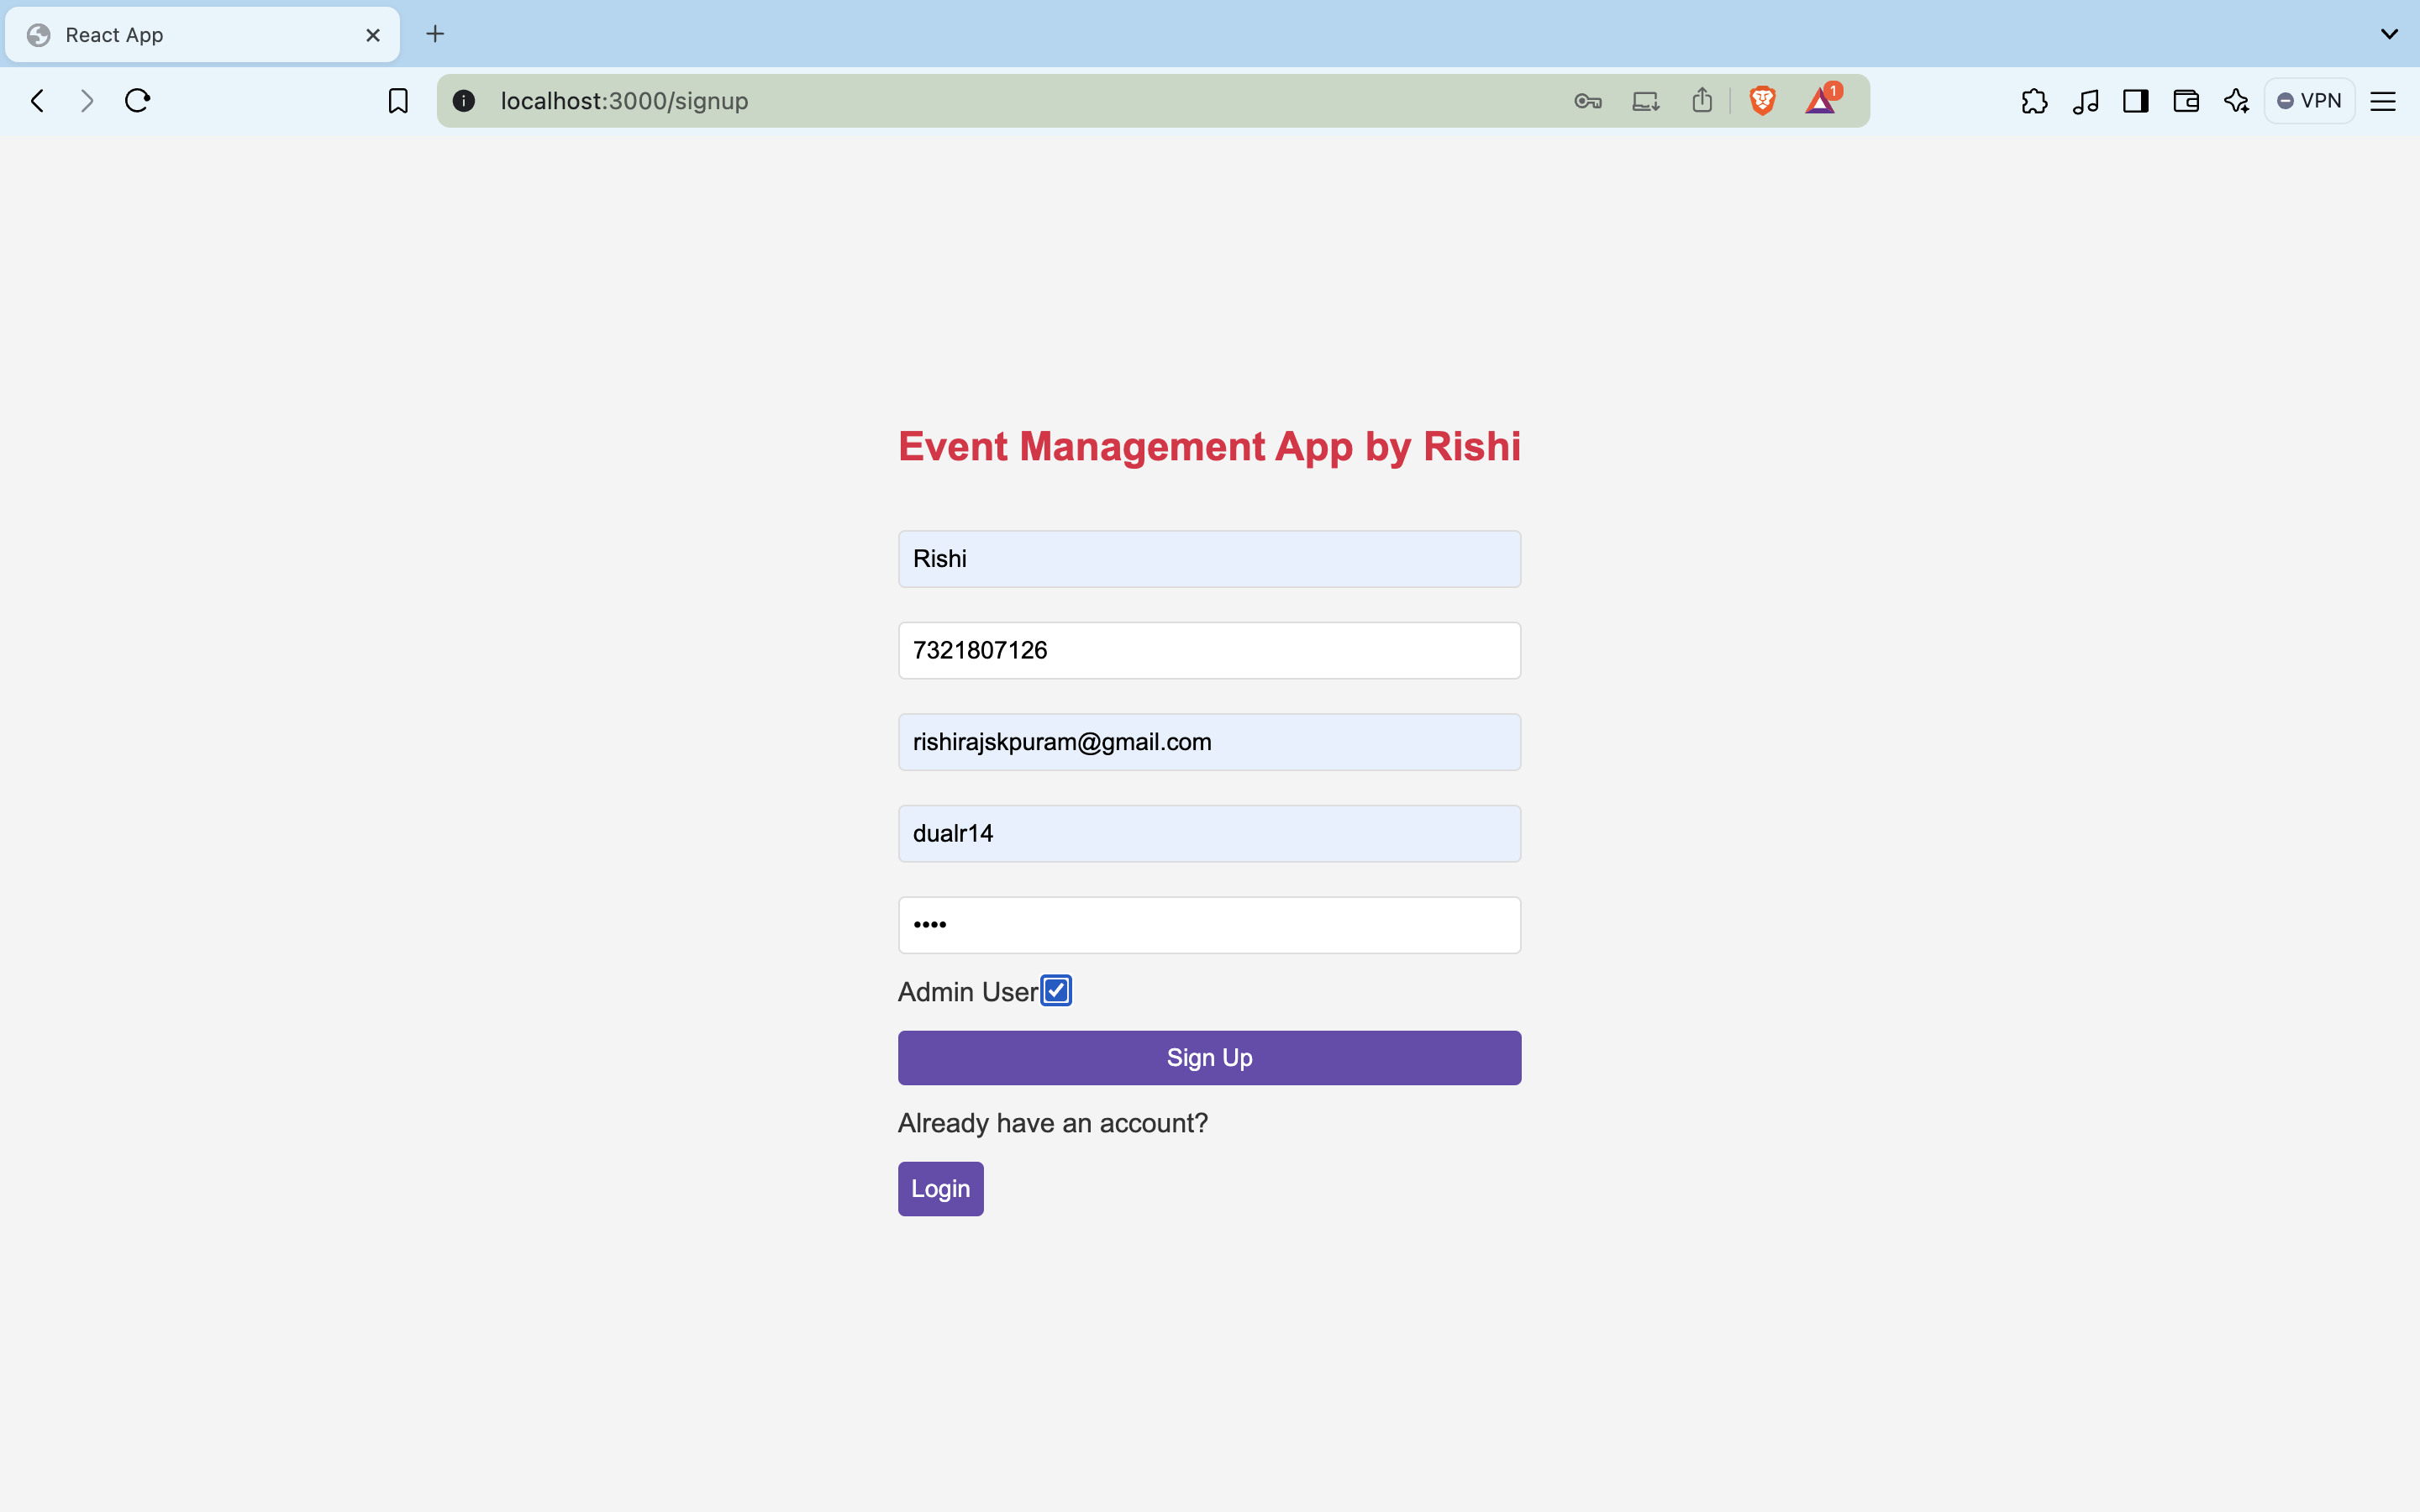 React App
localhost:3000/signup
1
VPN
Event Management App by Rishi
Rishi
7321807126
rishirajskpuram@gmail.com
dualr14
••••
Admin User
Sign Up
Already have an account?
Login